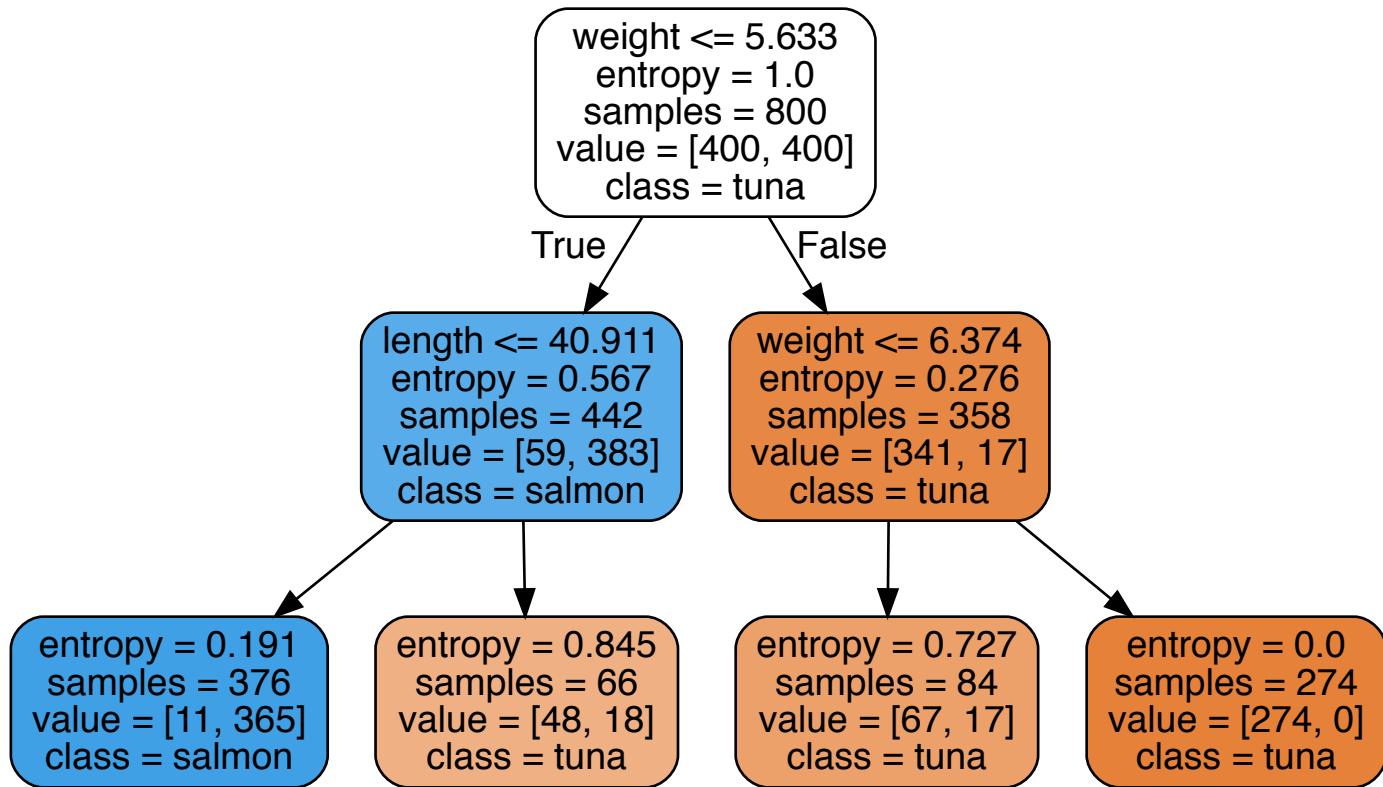 weight <= 5.633
entropy = 1.0
samples = 800
value = [400, 400]
class = tuna
True
False
length <= 40.911
entropy = 0.567
samples = 442
value = [59, 383]
class = salmon
weight <= 6.374
entropy = 0.276
samples = 358
value = [341, 17]
class = tuna
entropy = 0.191
samples = 376
value = [11, 365]
class = salmon
entropy = 0.845
samples = 66
value = [48, 18]
class = tuna
entropy = 0.727
samples = 84
value = [67, 17]
class = tuna
entropy = 0.0
samples = 274
value = [274, 0]
class = tuna